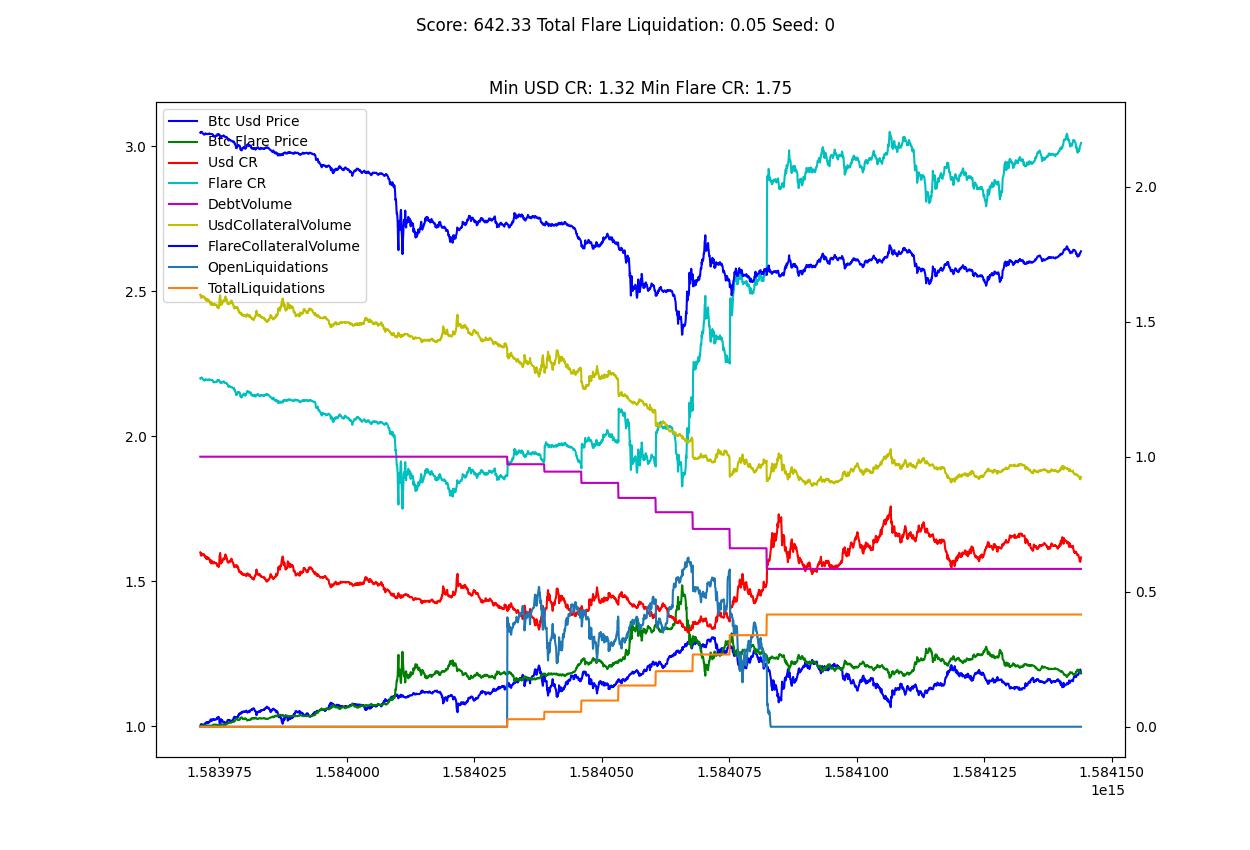 Score: 642.33 Total Flare Liquidation: 0.05 Seed: 0
Min USD CR: 1.32 Min Flare CR: 1.75
Btc Usd Price
Btc Flare Price
Usd CR
Flare CR
DebtVolume
UsdCollateralVolume
FlareCollateralVolume
OpenLiquidations
TotalLiquidations
3.0
2.5
2.0
1.5
1.0
2.0
1.5
1.0
0.5
0.0
1.583975 1.584000 1.584025 1.584050 1.584075 1.584100 1.584125 1.584150
1e15